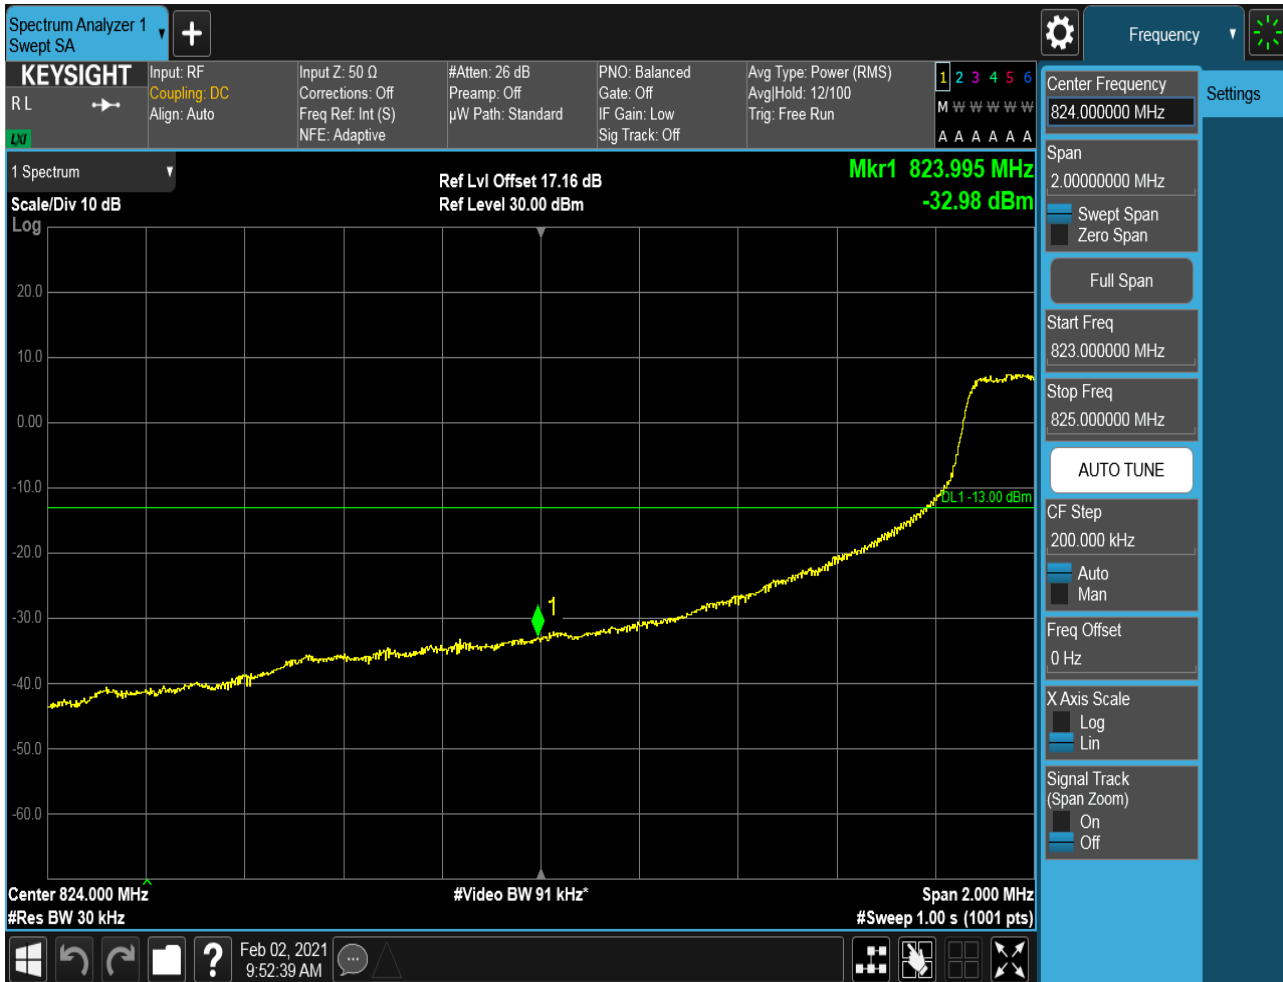 Spectrum Analyzer 1
Swept SA
+
Frequency
KEYSIGHT
R L
LXI
Input: RF
Coupling: DC
Align: Auto
Input Z: 50 Ω
Corrections: Off
Freq Ref: Int (S)
NFE: Adaptive
#Atten: 26 dB
Preamp: Off
µW Path: Standard
PNO: Balanced
Gate: Off
IF Gain: Low
Sig Track: Off
Avg Type: Power (RMS)
Avg|Hold: 12/100
Trig: Free Run
1 2 3 4 5 6
M W W W W W
A A A A A A
1 Spectrum
Scale/Div 10 dB
Log
Ref Lvl Offset 17.16 dB
Ref Level 30.00 dBm
Mkr1 823.995 MHz
-32.98 dBm
20.0
10.0
0.00
-10.0
-20.0
-30.0
-40.0
-50.0
-60.0
DL1 -13.00 dBm
1
Center 824.000 MHz
#Res BW 30 kHz
#Video BW 91 kHz*
Span 2.000 MHz
#Sweep 1.00 s (1001 pts)
?
Feb 02, 2021
9:52:39 AM
Center Frequency
824.000000 MHz
Span
2.00000000 MHz
Swept Span
Zero Span
Full Span
Start Freq
823.000000 MHz
Stop Freq
825.000000 MHz
AUTO TUNE
CF Step
200.000 kHz
Auto
Man
Freq Offset
0 Hz
X Axis Scale
Log
Lin
Signal Track
(Span Zoom)
On
Off
Settings